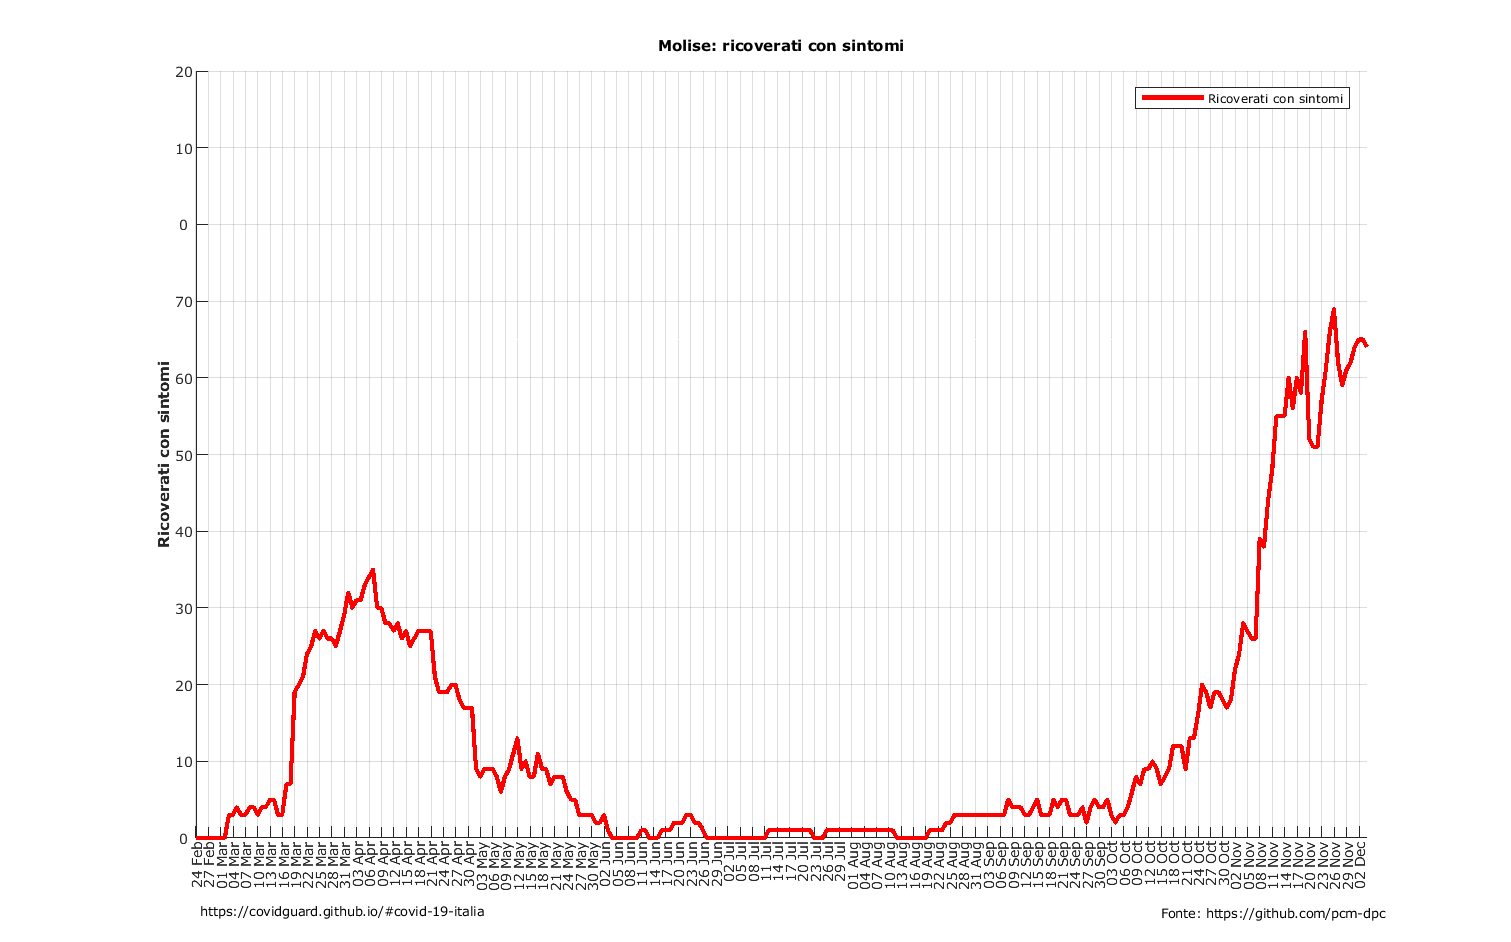 Molise: ricoverati con sintomi
Ricoverati con sintomi
Ricoverati con sintomi
20
10
0
70
60
50
40
30
20
10
0
24 Feb
27 Feb
01 Mar
04 Mar
07 Mar
10 Mar
13 Mar
16 Mar
19 Mar
22 Mar
25 Mar
28 Mar
31 Mar
03 Apr
06 Apr
09 Apr
12 Apr
15 Apr
18 Apr
21 Apr
24 Apr
27 Apr
30 Apr
03 May
06 May
09 May
12 May
15 May
18 May
21 May
24 May
27 May
30 May
02 Jun
05 Jun
08 Jun
11 Jun
14 Jun
17 Jun
20 Jun
23 Jun
26 Jun
29 Jun
02 Jul
05 Jul
08 Jul
11 Jul
14 Jul
17 Jul
20 Jul
23 Jul
26 Jul
29 Jul
01 Aug
04 Aug
07 Aug
10 Aug
13 Aug
16 Aug
19 Aug
22 Aug
25 Aug
28 Aug
31 Aug
03 Sep
06 Sep
09 Sep
12 Sep
15 Sep
18 Sep
21 Sep
24 Sep
27 Sep
30 Sep
03 Oct
06 Oct
09 Oct
12 Oct
15 Oct
18 Oct
21 Oct
24 Oct
27 Oct
30 Oct
02 Nov
05 Nov
08 Nov
11 Nov
14 Nov
17 Nov
20 Nov
23 Nov
26 Nov
29 Nov
02 Dec
https://covidguard.github.io/#covid-19-italia
Fonte: https://github.com/pcm-dpc